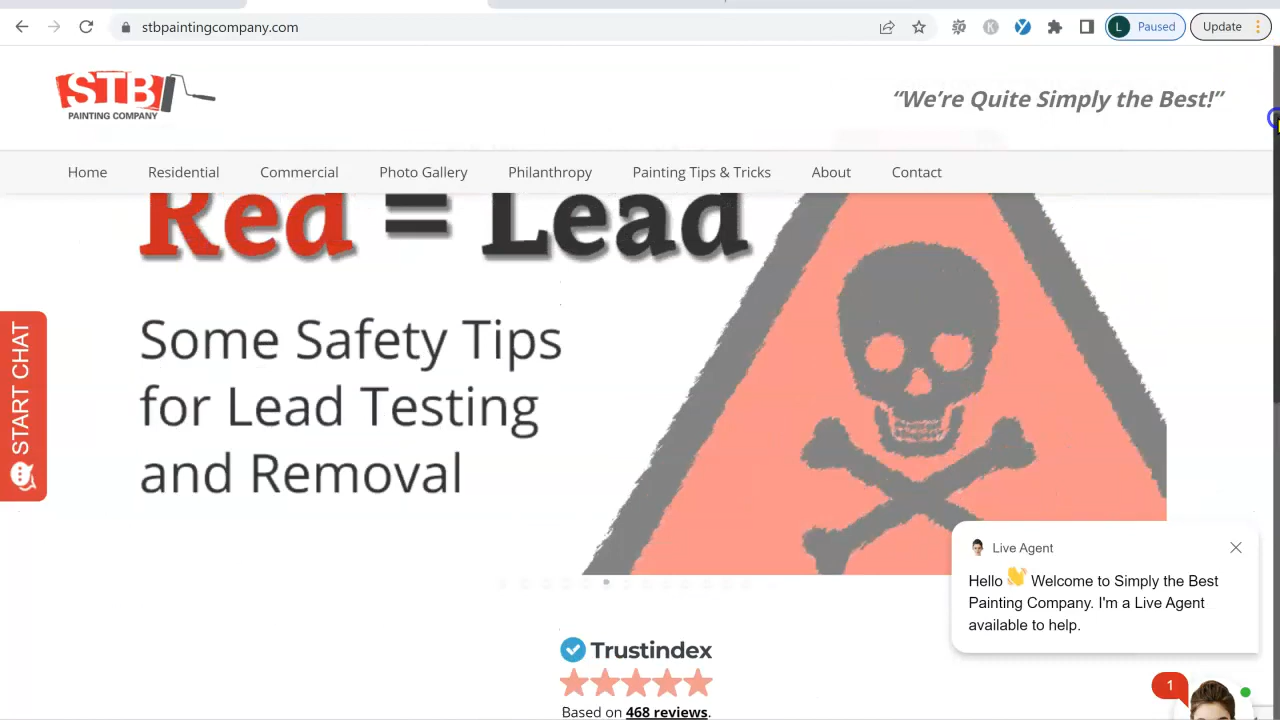 stbpaintingcompany.com
L
Paused
Update
STB
PAINTING COMPANY
“We’re Quite Simply the Best!”
Home
Residential
Commercial
Photo Gallery
Philanthropy
Painting Tips & Tricks
About
Contact
Red = Lead
Some Safety Tips
for Lead Testing
and Removal
START CHAT
Live Agent
Hello 👋 Welcome to Simply the Best
Painting Company. I'm a Live Agent
available to help.
1
Trustindex
Based on 468 reviews.